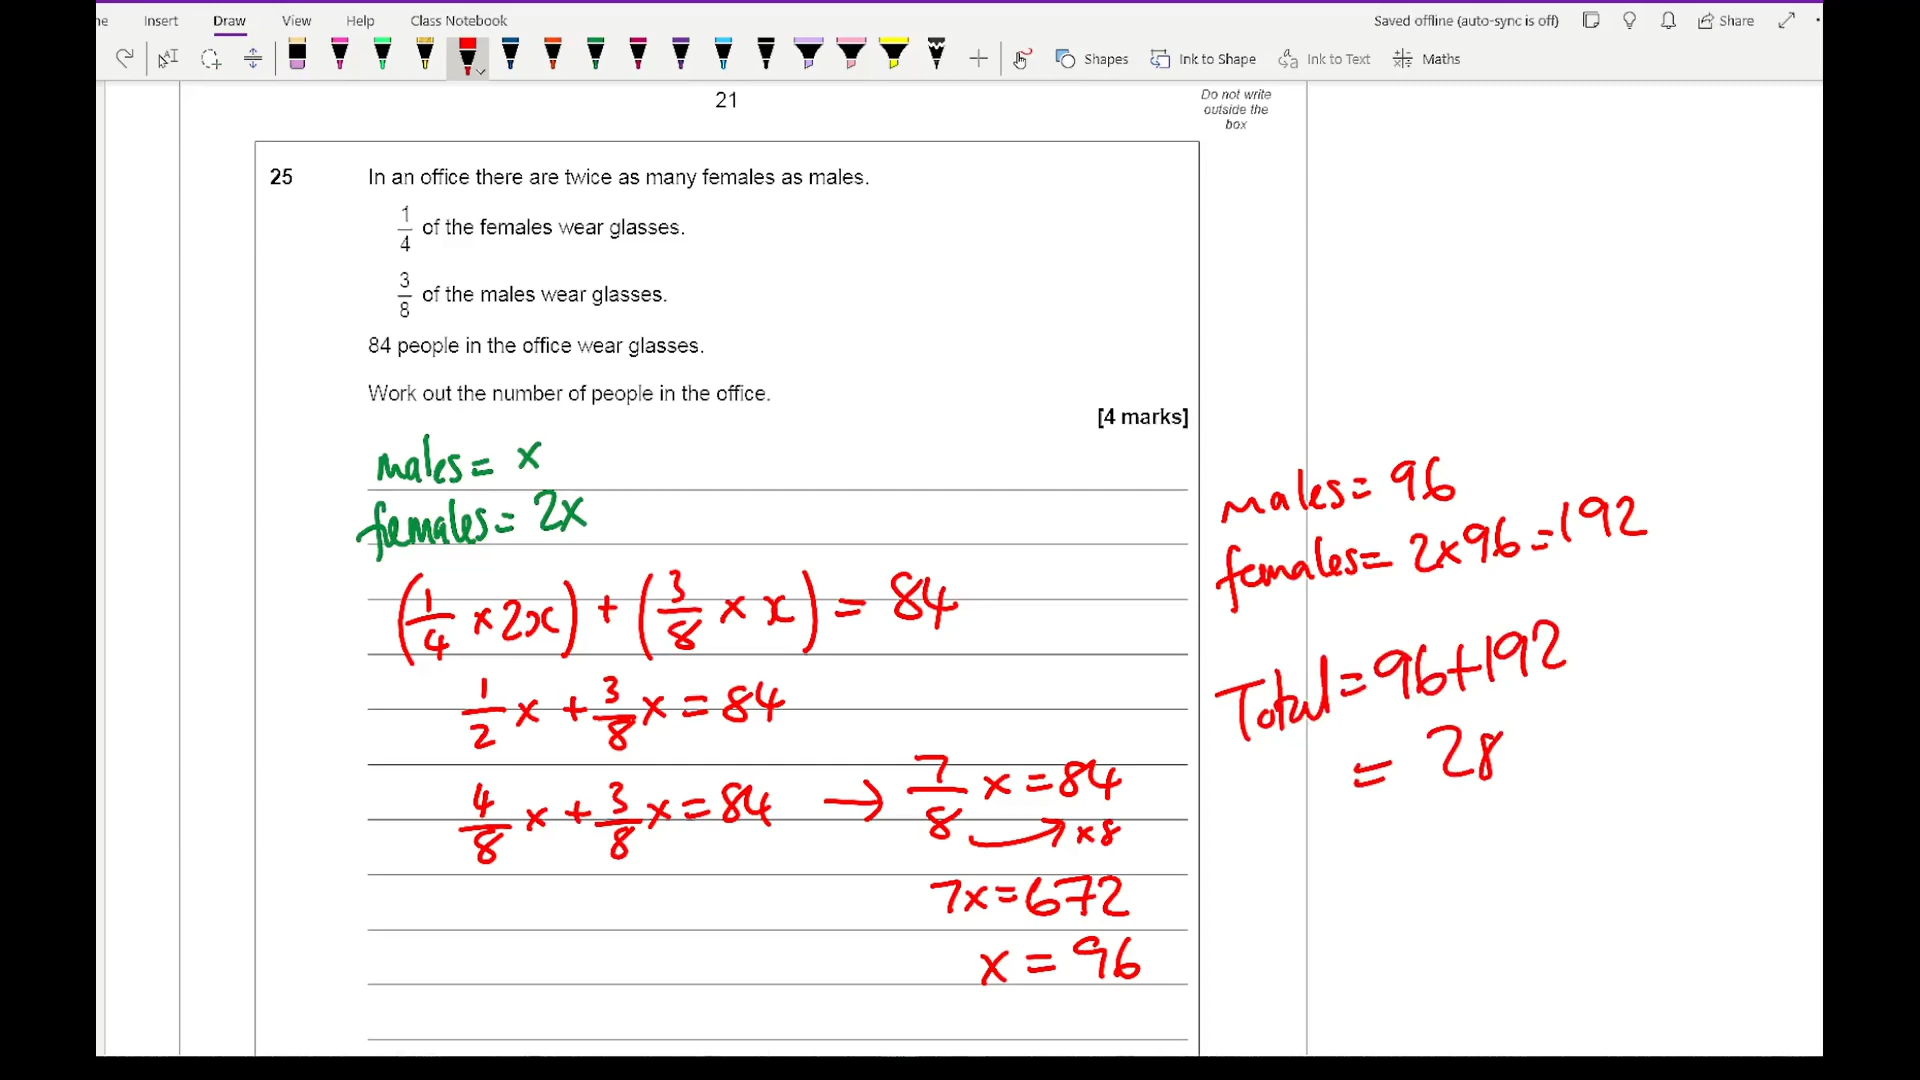 Insert Draw View Help Class Notebook Saved offline (auto-sync is off) Share
Shapes Ink to Shape Ink to Text Maths
21
Do not write
outside the
box
25 In an office there are twice as many females as males.
1/4 of the females wear glasses.
3/8 of the males wear glasses.
84 people in the office wear glasses.
Work out the number of people in the office.
[4 marks]
males = x
females = 2x
(1/4 × 2x) + (3/8 × x) = 84
1/2 x + 3/8 x = 84
4/8 x + 3/8 x = 84 → 7/8 x = 84
×8
7x = 672
x = 96
males = 96
females = 2×96 = 192
Total = 96+192
= 28